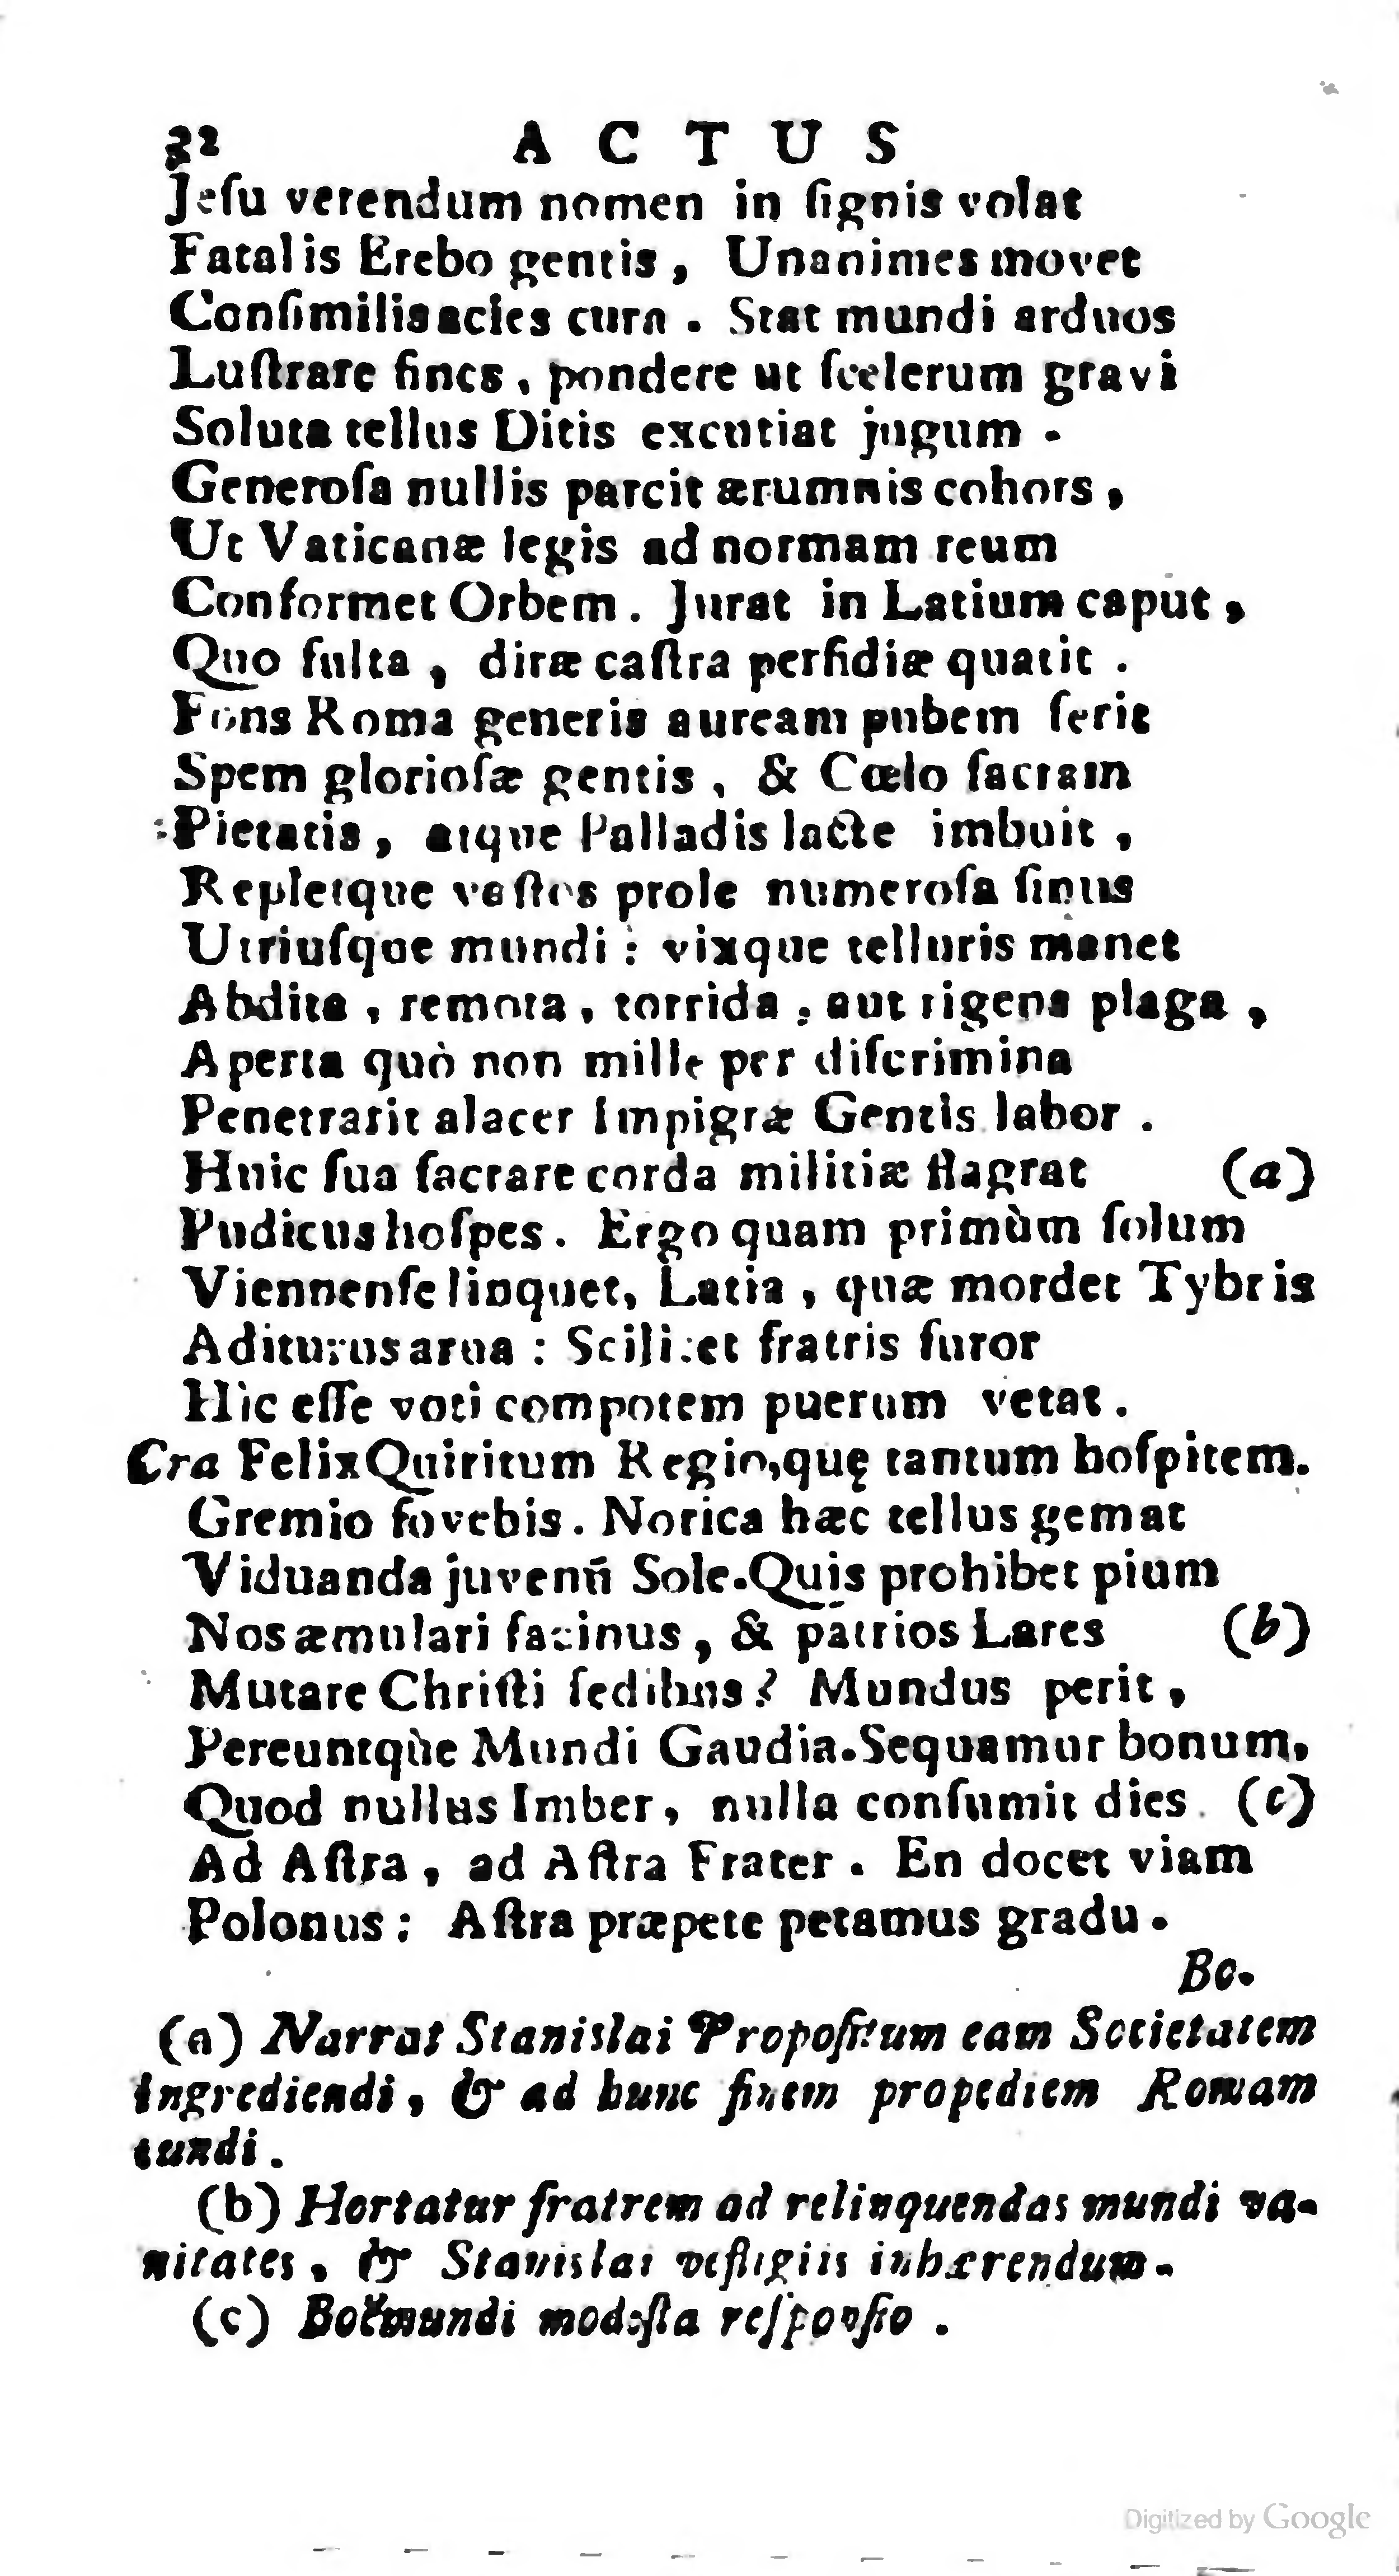 32 ACTUS
Jeſu verendum nomen in ſignis volat
Fatalis Erebo gentis, Unanimes movet
Conſimilis acies cura. Stat mundi arduos
Luſtrare fines, pondere ut ſcelerum gravi
Soluta tellus Ditis excutiat jugum.
Generoſa nullis parcit ærumnis cohors,
Ut Vaticanæ legis ad normam reum
Conformet Orbem. Jurat in Latium caput,
Quo fulta, diræ caſtra perfidiæ quatit.
Fons Roma generis auream pubem ſerit
Spem glorioſæ gentis, & Cœlo ſacram
Pietatis, atque Palladis lacte imbuit,
Repletque vaſtos prole numeroſa ſinus
Utriuſque mundi: vixque telluris manet
Abdita, remota, torrida, aut rigens plaga,
Aperta quò non mille per diſcrimina
Penetrarit alacer Impigræ Gentis labor.
Huic ſua ſacrare corda militiæ flagrat (a)
Pudicus hoſpes. Ergo quam primùm ſolum
Viennenſe linquet, Latia, quæ mordet Tybris
Aditurus arua: Scilicet fratris furor
Hìc eſſe voti compotem puerum vetat.
Cra Felix Quiritum Regio, quę tantum hoſpitem.
Gremio fovebis. Norica hæc tellus gemat
Viduanda juvenū Sole. Quis prohibet pium
Nos æmulari facinus, & patrios Lares (b)
Mutare Chriſti ſedibus? Mundus perit,
Pereuntqùe Mundi Gaudia. Sequamur bonum,
Quod nullus Imber, nulla conſumit dies. (c)
Ad Aſtra, ad Aſtra Frater. En docet viam
Polonus: Aſtra præpete petamus gradu.
Bo.
(a) Narrat Stanislai Propoſitum eam Societatem
Ingrediendi, & ad hunc finem propediem Romam
eundi.
(b) Hortatur fratrem ad relinquendas mundi va-
nitates, & Stanislai veſtigiis inhærendum.
(c) Boëmundi modeſta reſponſio.
Digitized by Google